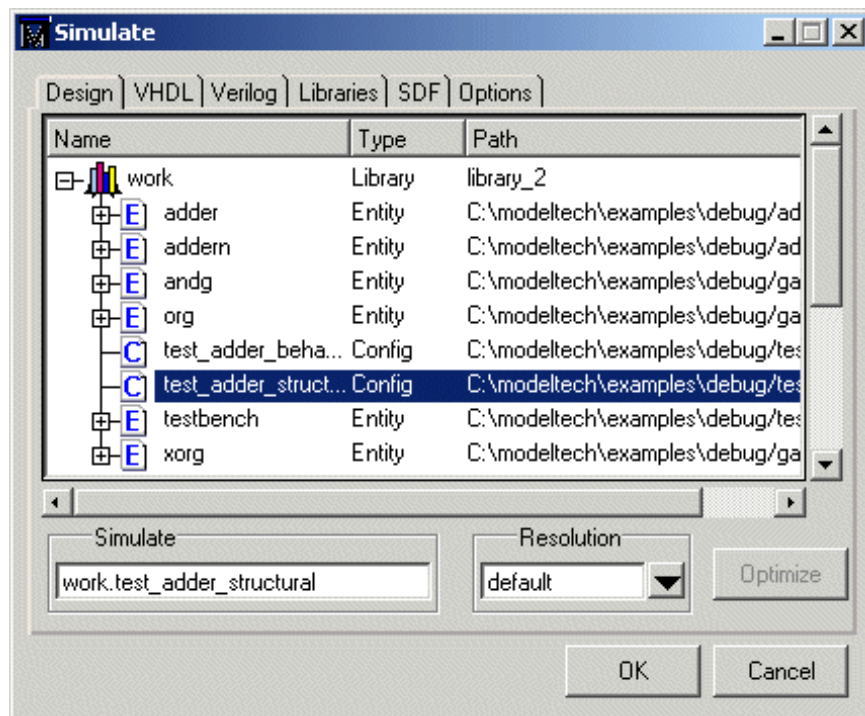 Simulate
Design VHDL Verilog Libraries SDF Options
Name Type Path
work Library library_2
adder Entity C:\modeltech\examples\debug/ad
addern Entity C:\modeltech\examples\debug/ad
andg Entity C:\modeltech\examples\debug/ga
org Entity C:\modeltech\examples\debug/ga
test_adder_beha... Config C:\modeltech\examples\debug/tes
test_adder_struct... Config C:\modeltech\examples\debug/tes
testbench Entity C:\modeltech\examples\debug/tes
xorg Entity C:\modeltech\examples\debug/ga
Simulate Resolution
work.test_adder_structural default Optimize
OK Cancel